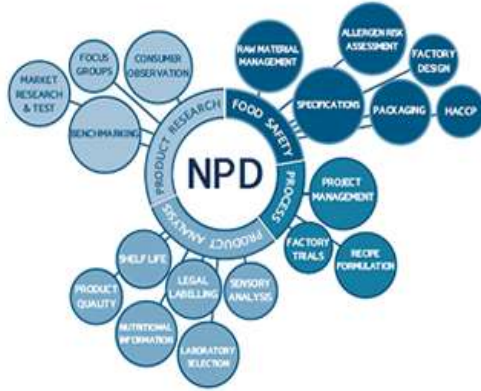 NPD
PRODUCT RESEARCH
CONSUMER
OBSERVATION
FOCUS
GROUPS
MARKET
RESEARCH
& TEST
BENCHMARKING
FOOD SAFETY
RAW MATERIAL
MANAGEMENT
ALLERGEN RISK
ASSESSMENT
SPECIFICATIONS
FACTORY
DESIGN
PACKAGING
HACCP
PROCESS
PROJECT
MANAGEMENT
FACTORY
TRIALS
RECIPE
FORMULATION
PRODUCT ANALYSIS
SHELF LIFE
PRODUCT
QUALITY
LEGAL
LABELLING
SENSORY
ANALYSIS
NUTRITIONAL
INFORMATION
LABORATORY
SELECTION